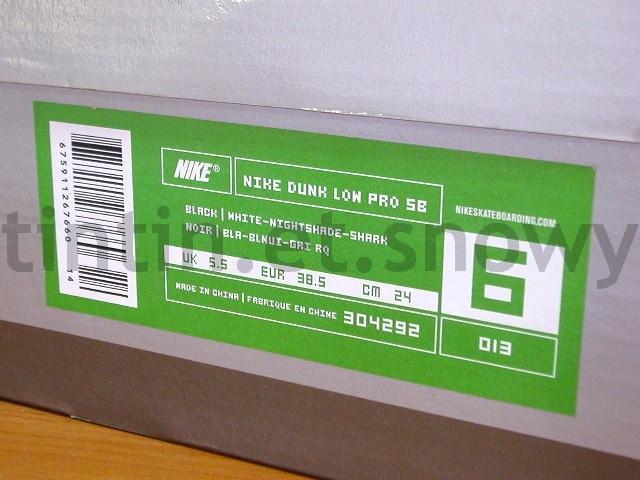 NIKE®
NIKE DUNK LOW PRO SB
NIKESKATEBOARDING.COM
BLACK | WHITE-NIGHTSHADE-SHARK
NOIR | BLA-BLNUI-GRI RQ
UK 5.5 EUR 38.5 CM 24
6
MADE IN CHINA | FABRIQUE EN CHINE 304292
013
675911267660 14
tintin.et.snowy